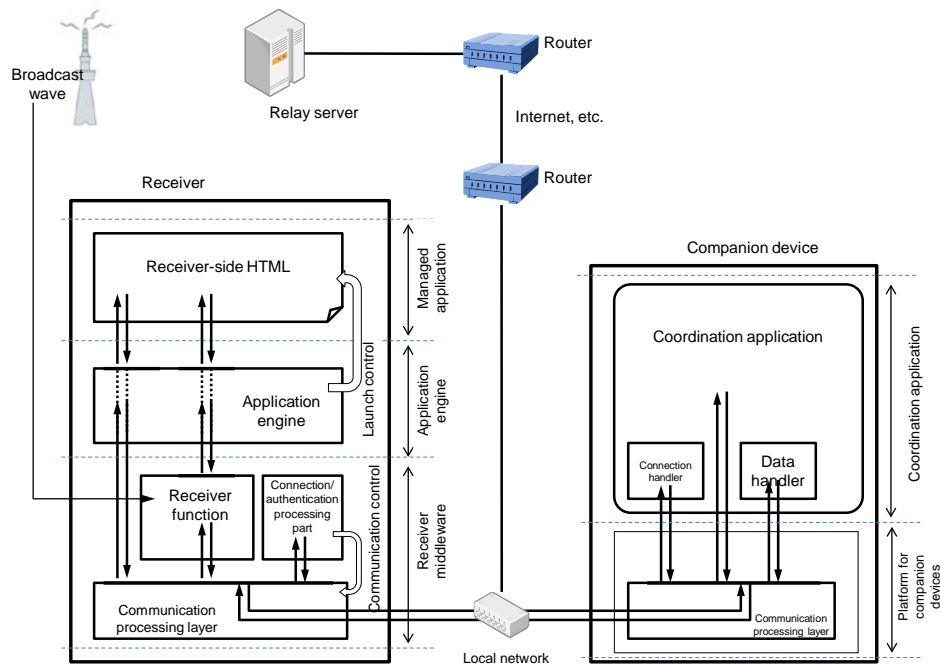 Broadcast
wave
Relay server
Router
Internet, etc.
Router
Receiver
Receiver-side HTML
Managed
application
Launch control
Application
engine
Application
engine
Receiver
function
Connection/
authentication
processing
part
Communication control
Receiver
middleware
Communication
processing layer
Local network
Companion device
Coordination application
Coordination application
Connection
handler
Data
handler
Platform for
companion
devices
Communication
processing layer